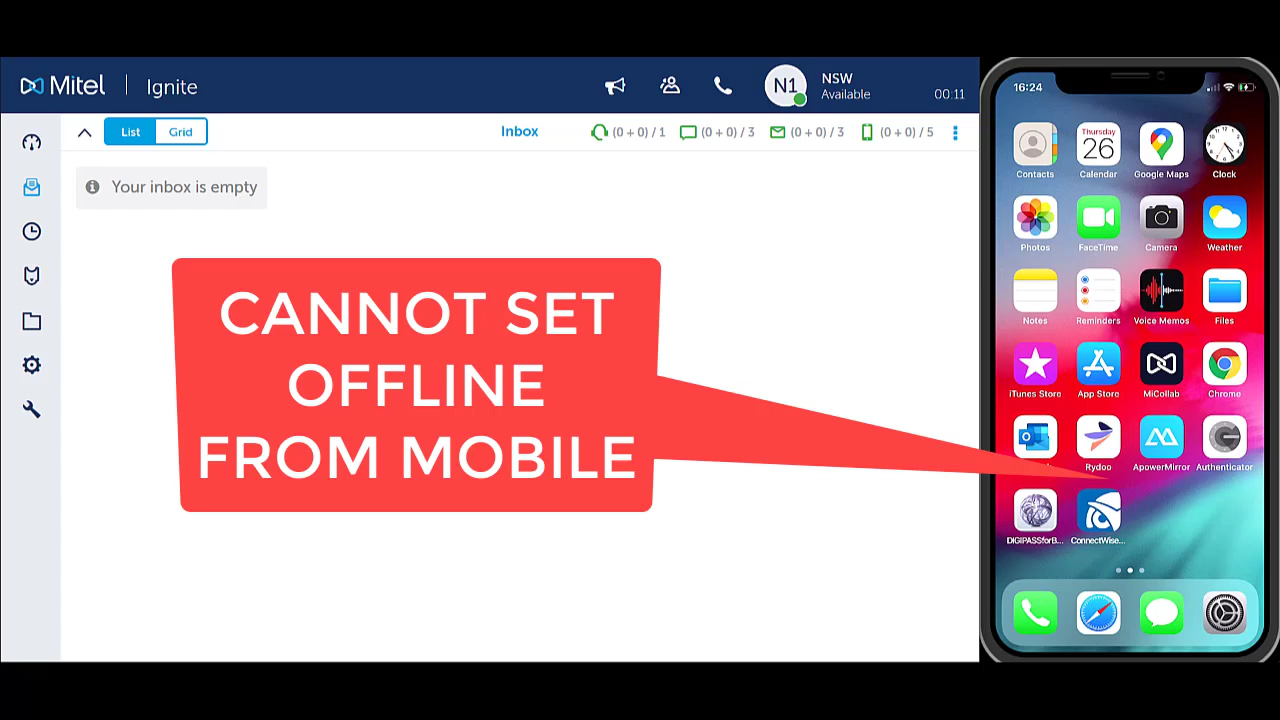 Mitel | Ignite
N1
NSW
Available
00:11
List
Grid
Inbox
(0 + 0) / 1
(0 + 0) / 3
(0 + 0) / 3
(0 + 0) / 5
Your inbox is empty
CANNOT SET
OFFLINE
FROM MOBILE
16:24
Thursday
26
Contacts
Calendar
Google Maps
Clock
Photos
FaceTime
Camera
Weather
Notes
Reminders
Voice Memos
Files
iTunes Store
App Store
MiCollab
Chrome
Rydoo
ApowerMirror
Authenticator
DIGIPASSforB...
ConnectWise...